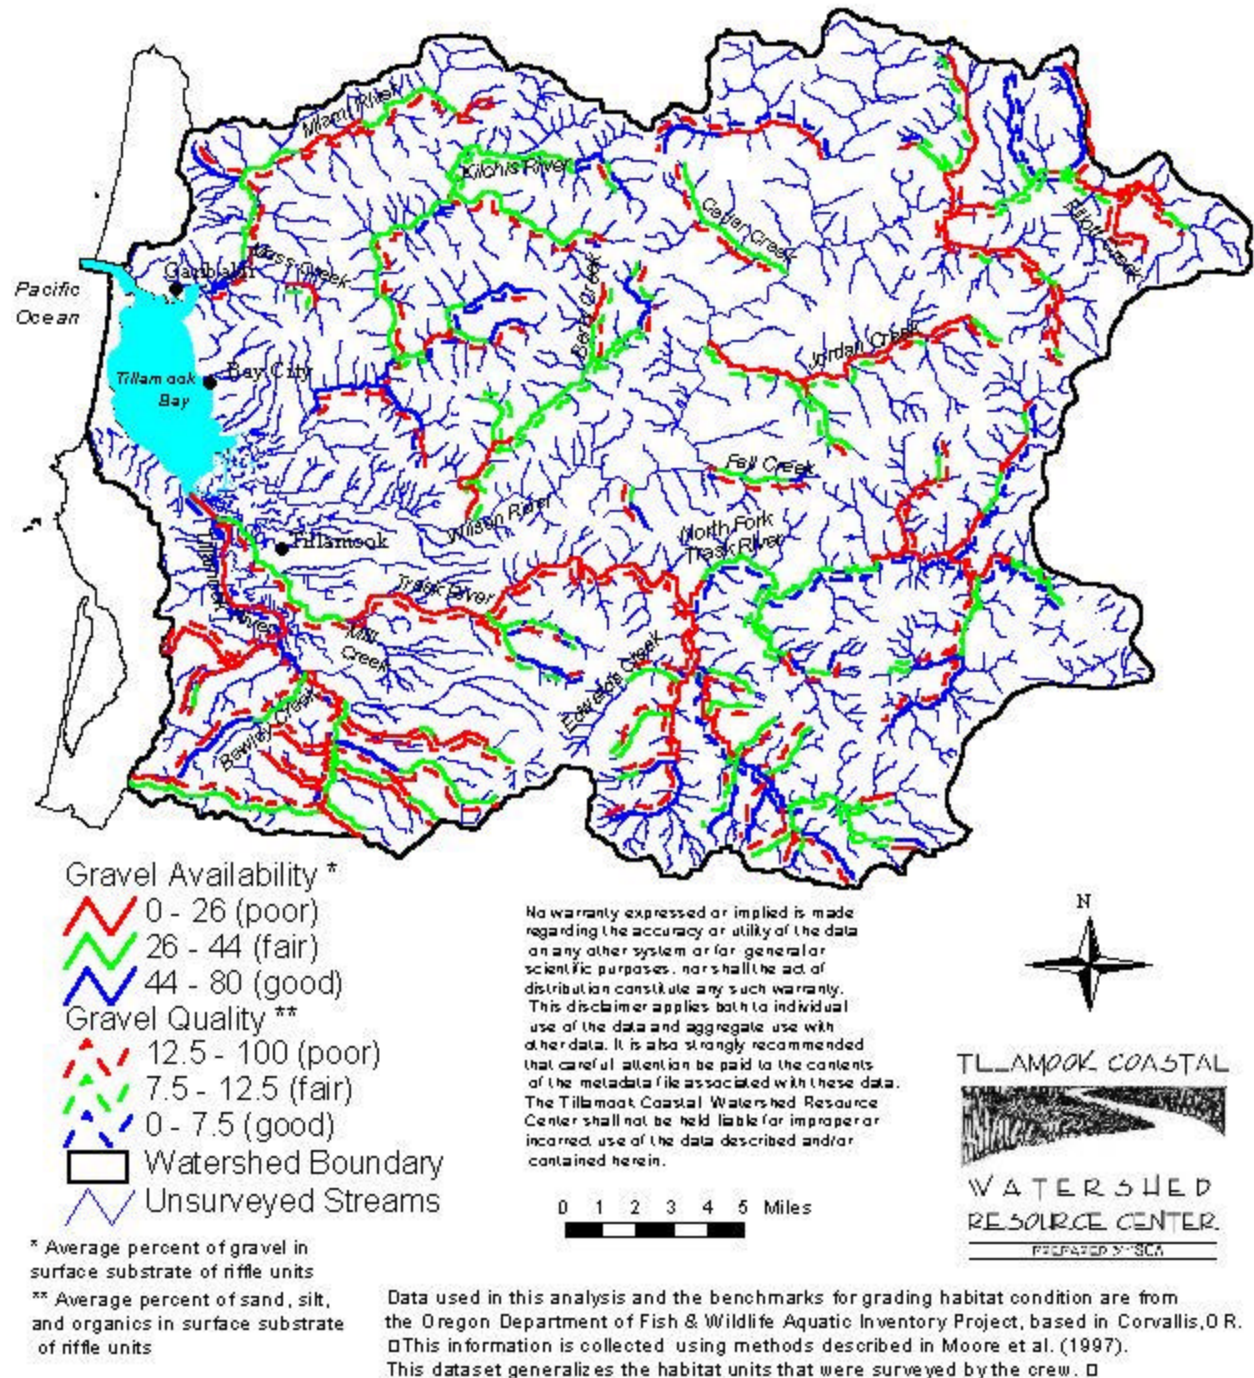 Miami River
Kilchis River
Cedar Creek
Elliott Creek
Moss Creek
Garibaldi
Pacific
Ocean
Berry Creek
Jordan Creek
Tillamook
Bay
Bay City
Fall Creek
Wilson River
North Fork
Trask River
Tillamook
Tillamook River
Trask River
Mill
Creek
Edwards Creek
Bewley Creek
Gravel Availability *
0 - 26 (poor)
26 - 44 (fair)
44 - 80 (good)
Gravel Quality **
12.5 - 100 (poor)
7.5 - 12.5 (fair)
0 - 7.5 (good)
Watershed Boundary
Unsurveyed Streams
* Average percent of gravel in
surface substrate of riffle units
** Average percent of sand, silt,
and organics in surface substrate
of riffle units
No warranty expressed or implied is made
regarding the accuracy or utility of the data
on any other system or for general or
scientific purposes, nor shall the act of
distribution constitute any such warranty.
This disclaimer applies both to individual
use of the data and aggregate use with
other data. It is also strongly recommended
that careful attention be paid to the contents
of the metadata file associated with these data.
The Tillamook Coastal Watershed Resource
Center shall not be held liable for improper or
incorrect use of the data described and/or
contained herein.
0 1 2 3 4 5 Miles
N
TILLAMOOK COASTAL
WATERSHED
RESOURCE CENTER
PREPARED BY
Data used in this analysis and the benchmarks for grading habitat condition are from
the Oregon Department of Fish & Wildlife Aquatic Inventory Project, based in Corvallis, OR.
This information is collected using methods described in Moore et al. (1997).
This dataset generalizes the habitat units that were surveyed by the crew.